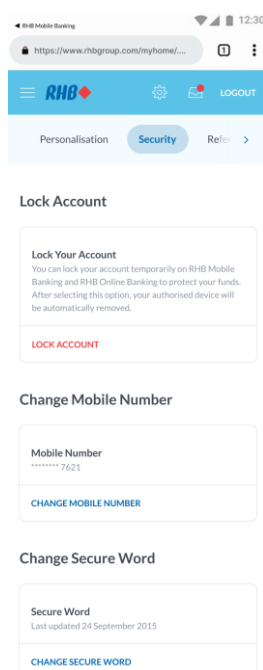 RHB Mobile Banking
12:30
https://www.rhbgroup.com/myhome/....
1
RHB
LOGOUT
Personalisation
Security
Refer
Lock Account
Lock Your Account
You can lock your account temporarily on RHB Mobile
Banking and RHB Online Banking to protect your funds.
After selecting this option, your authorised device will
be automatically removed.
LOCK ACCOUNT
Change Mobile Number
Mobile Number
******** 7621
CHANGE MOBILE NUMBER
Change Secure Word
Secure Word
Last updated 24 September 2015
CHANGE SECURE WORD